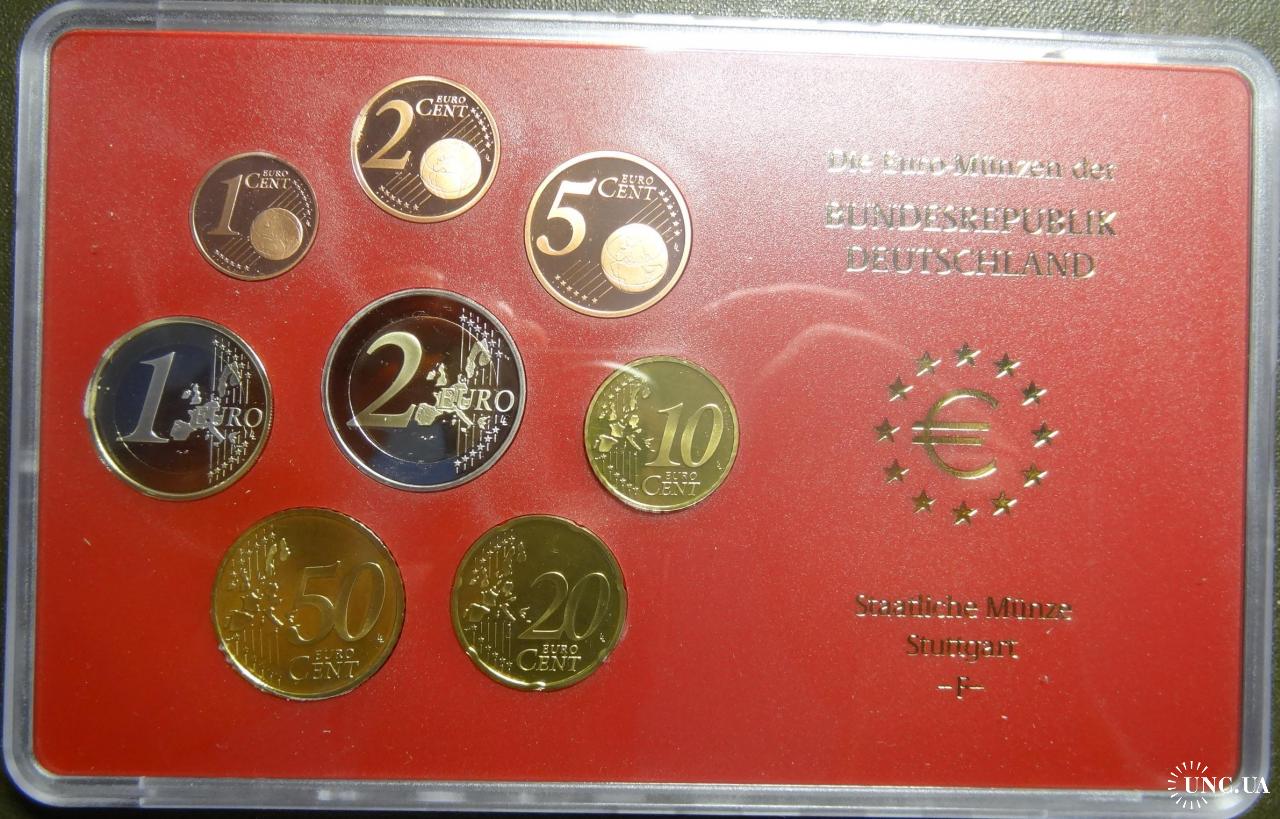 2 EURO CENT
1 EURO CENT
5 EURO CENT
Die Euro-Münzen der
BUNDESREPUBLIK
DEUTSCHLAND
1 EURO
2 EURO
10 EURO CENT
€
50 EURO CENT
20 EURO CENT
Staatliche Münze
Stuttgart
–F–
UNC.UA